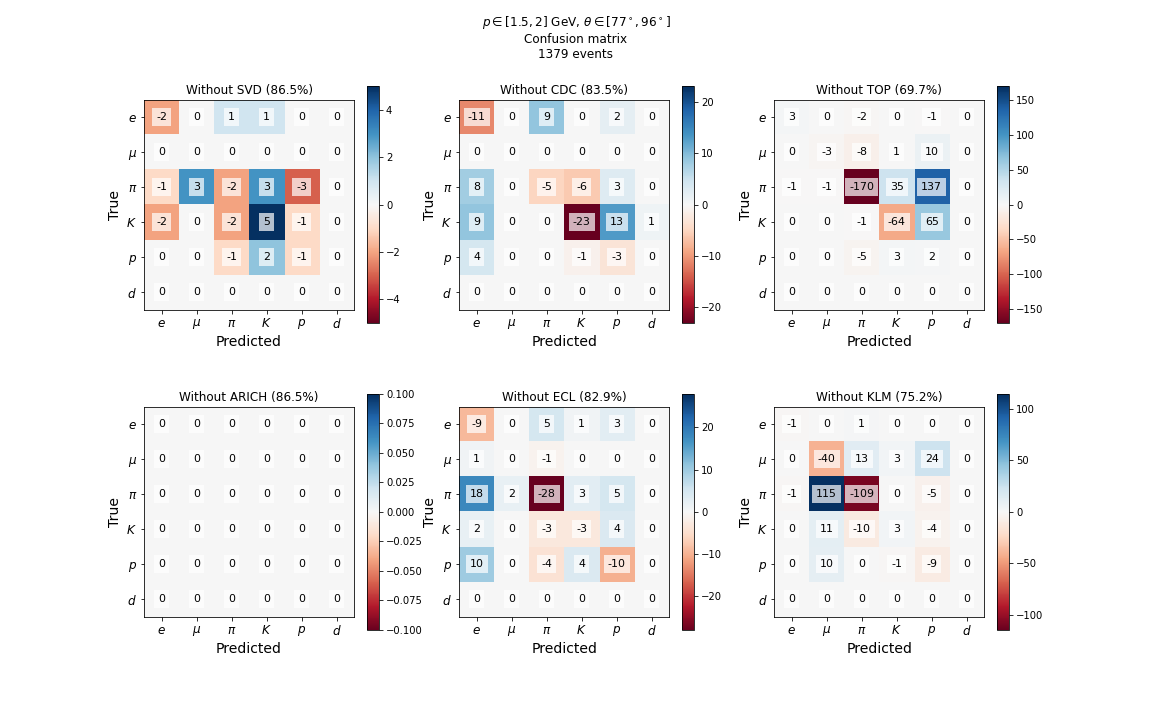 p ∈ [1.5, 2] GeV, θ ∈ [77°, 96°]
Confusion matrix
1379 events
Without SVD (86.5%)
e -2 0 1 1 0 0
μ 0 0 0 0 0 0
π -1 3 -2 3 -3 0
K -2 0 -2 5 -1 0
p 0 0 -1 2 -1 0
d 0 0 0 0 0 0
e μ π K p d
Predicted
True
4
2
0
−2
−4
Without CDC (83.5%)
-11 0 9 0 2 0
0 0 0 0 0 0
8 0 -5 -6 3 0
9 0 0 -23 13 1
4 0 0 -1 -3 0
0 0 0 0 0 0
e μ π K p d
e
μ
π
K
p
d
Predicted
True
20
10
0
−10
−20
Without TOP (69.7%)
e 3 0 -2 0 -1 0
μ 0 -3 -8 1 10 0
π -1 -1 -170 35 137 0
K 0 0 -1 -64 65 0
p 0 0 -5 3 2 0
d 0 0 0 0 0 0
e μ π K p d
Predicted
True
150
100
50
0
−50
−100
−150
Without ARICH (86.5%)
e 0 0 0 0 0 0
μ 0 0 0 0 0 0
π 0 0 0 0 0 0
K 0 0 0 0 0 0
p 0 0 0 0 0 0
d 0 0 0 0 0 0
e μ π K p d
Predicted
True
0.100
0.075
0.050
0.025
0.000
−0.025
−0.050
−0.075
−0.100
Without ECL (82.9%)
e -9 0 5 1 3 0
μ 1 0 -1 0 0 0
π 18 2 -28 3 5 0
K 2 0 -3 -3 4 0
p 10 0 -4 4 -10 0
d 0 0 0 0 0 0
e μ π K p d
Predicted
True
20
10
0
−10
−20
Without KLM (75.2%)
e -1 0 1 0 0 0
μ 0 -40 13 3 24 0
π -1 115 -109 0 -5 0
K 0 11 -10 3 -4 0
p 0 10 0 -1 -9 0
d 0 0 0 0 0 0
e μ π K p d
Predicted
True
100
50
0
−50
−100